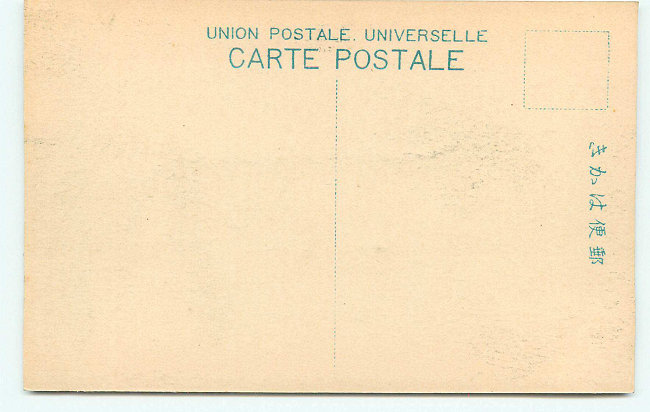 UNION POSTALE. UNIVERSELLE
CARTE POSTALE
郵便はかき